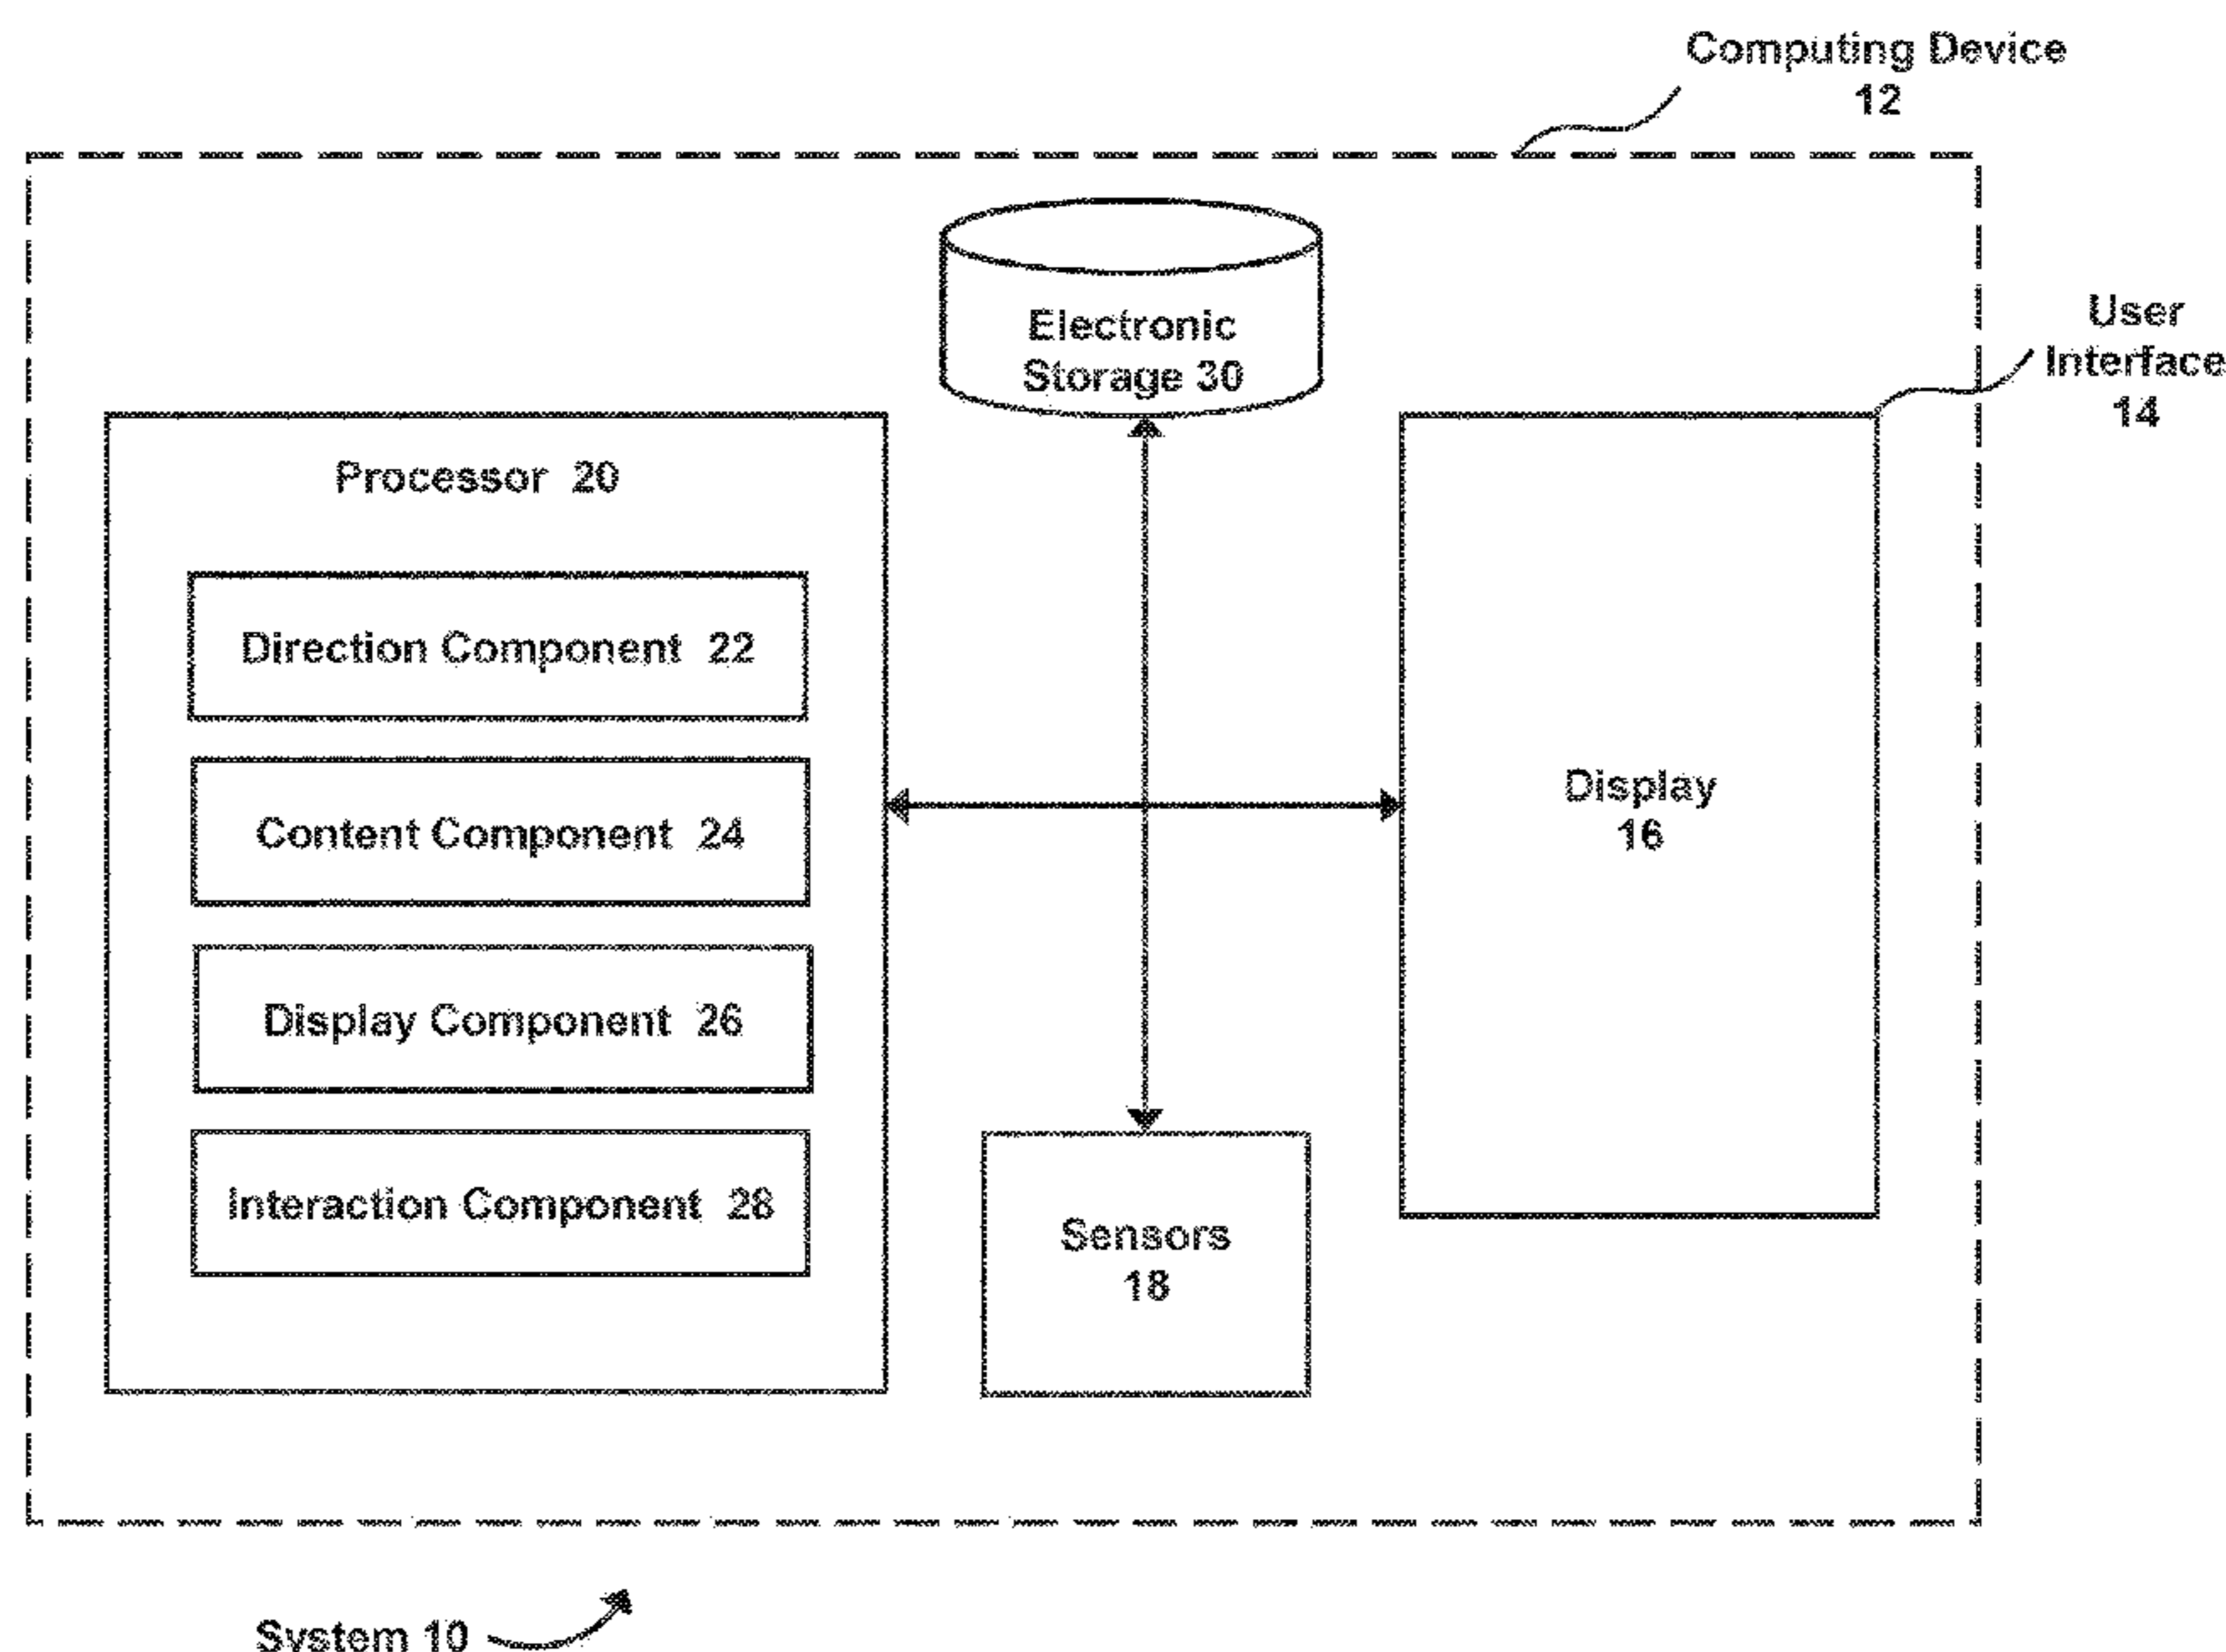 Computing Device
12
Electronic
Storage 30
User
Interface
14
Processor 20
Direction Component 22
Content Component 24
Display Component 26
Interaction Component 28
Display
16
Sensors
18
System 10